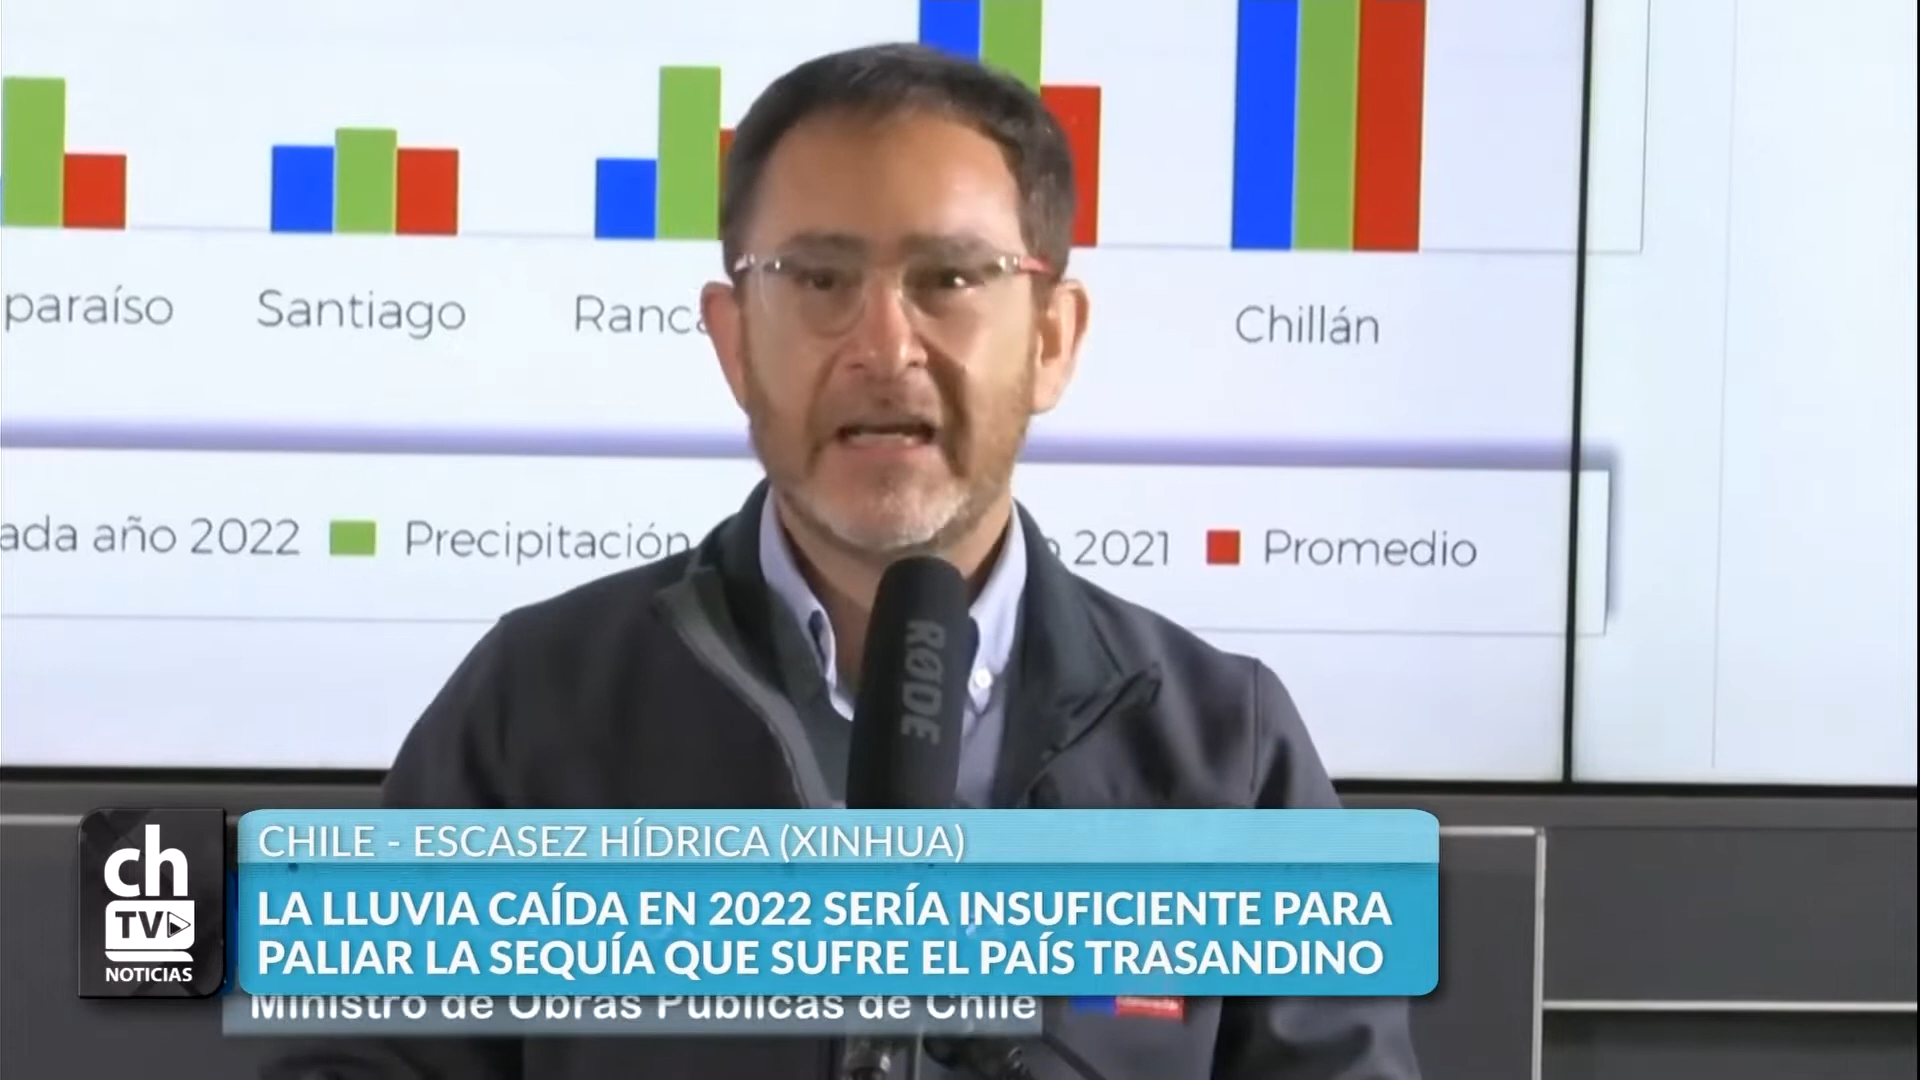 paraíso
Santiago
Ranca
Chillán
ada año 2022
Precipitación
2021
Promedio
RØDE
ch
TV
NOTICIAS
CHILE - ESCASEZ HÍDRICA (XINHUA)
LA LLUVIA CAÍDA EN 2022 SERÍA INSUFICIENTE PARA
PALIAR LA SEQUÍA QUE SUFRE EL PAÍS TRASANDINO
Ministro de Obras Públicas de Chile